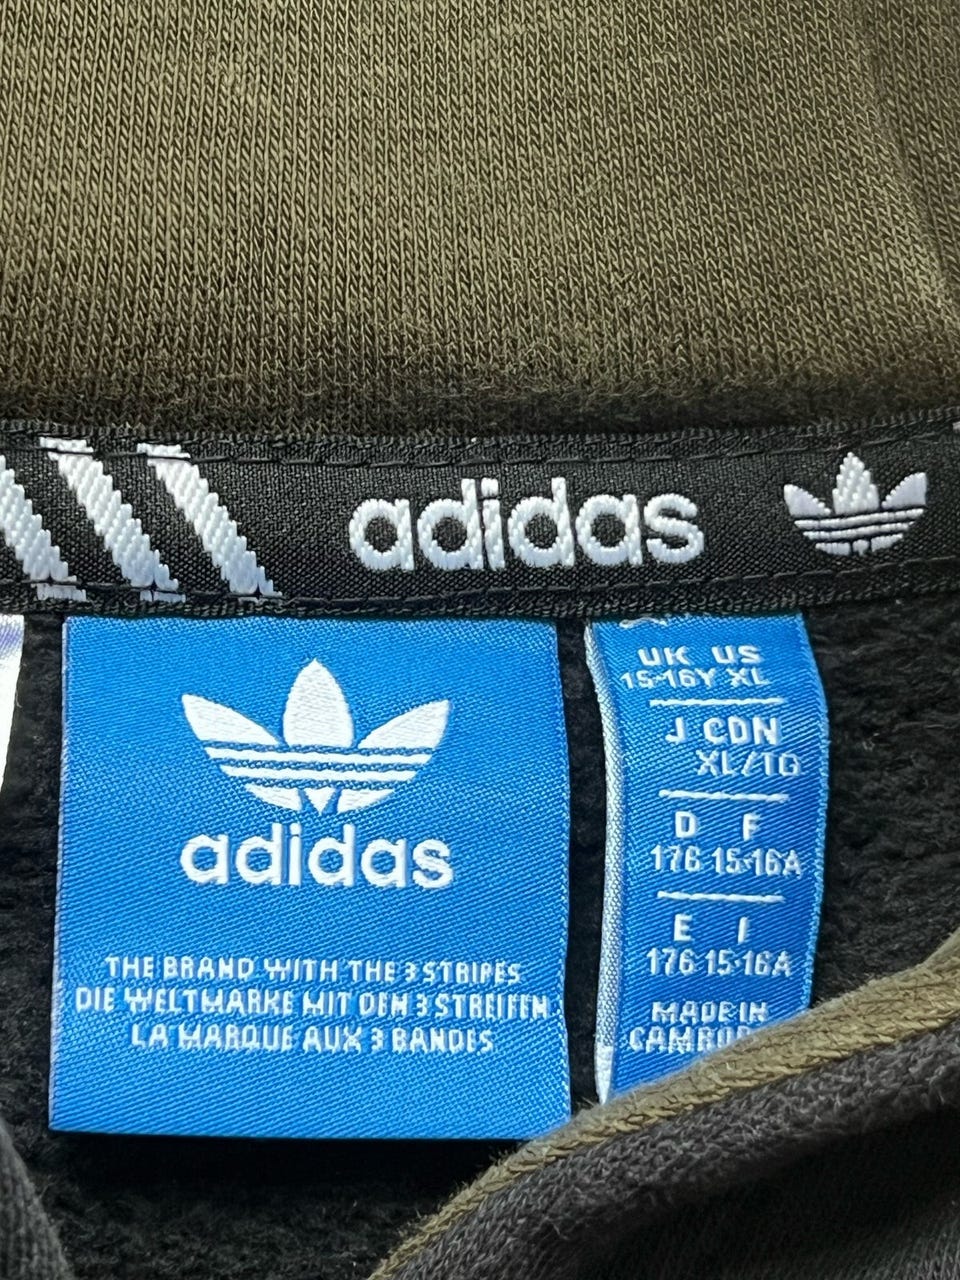 adidas
adidas
THE BRAND WITH THE 3 STRIPES
DIE WELTMARKE MIT DEN 3 STREIFEN
LA MARQUE AUX 3 BANDES
UK US
15-16Y XL
J CDN
XL/TG
D F
176 15-16A
E I
176 15-16A
MADE IN